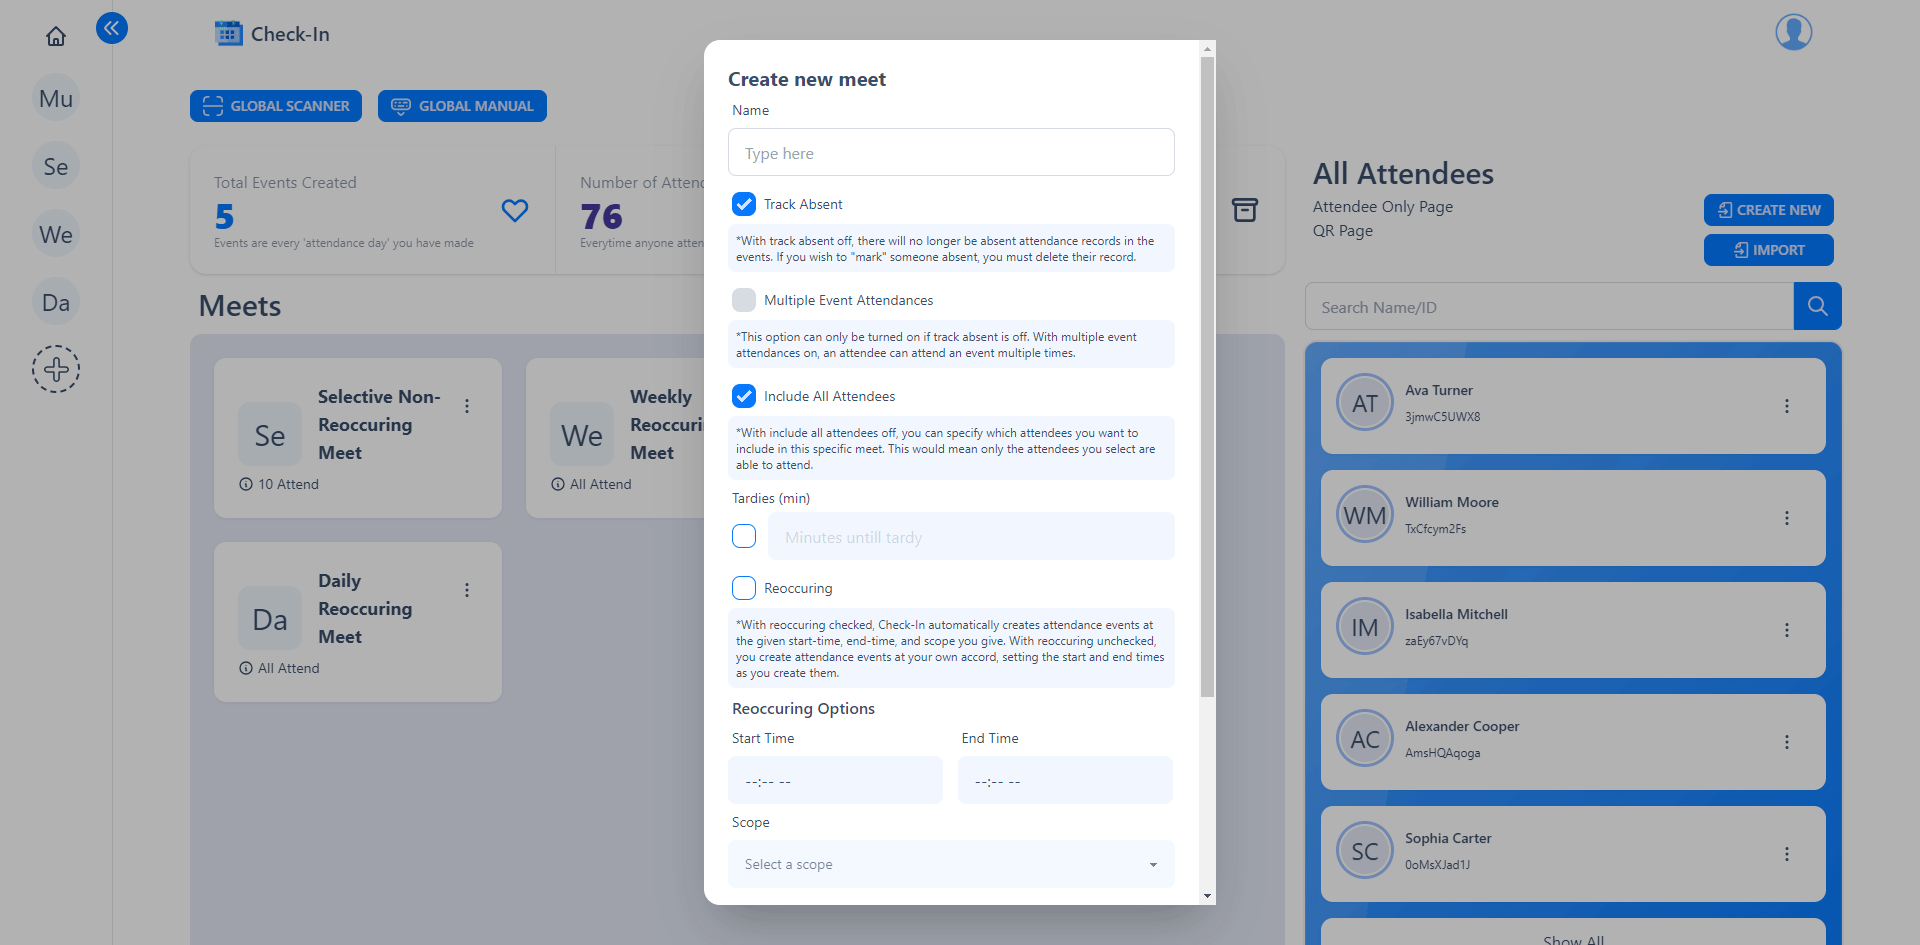 Check-In
Mu
Se
We
Da
GLOBAL SCANNER
GLOBAL MANUAL
Total Events Created
5
Events are every 'attendance day' you have made
Number of Attend
76
Everytime anyone atten
Meets
Se
Selective Non-
Reoccuring
Meet
10 Attend
We
Weekly
Reoccuri
Meet
All Attend
Da
Daily
Reoccuring
Meet
All Attend
Create new meet
Name
Type here
Track Absent
*With track absent off, there will no longer be absent attendance records in the
events. If you wish to "mark" someone absent, you must delete their record.
Multiple Event Attendances
*This option can only be turned on if track absent is off. With multiple event
attendances on, an attendee can attend an event multiple times.
Include All Attendees
*With include all attendees off, you can specify which attendees you want to
include in this specific meet. This would mean only the attendees you select are
able to attend.
Tardies (min)
Minutes untill tardy
Reoccuring
*With reoccuring checked, Check-In automatically creates attendance events at
the given start-time, end-time, and scope you give. With reoccuring unchecked,
you create attendance events at your own accord, setting the start and end times
as you create them.
Reoccuring Options
Start Time
End Time
--:-- --
--:-- --
Scope
Select a scope
All Attendees
Attendee Only Page
QR Page
CREATE NEW
IMPORT
Search Name/ID
AT
Ava Turner
3jmwC5UWX8
WM
William Moore
TxCfcym2Fs
IM
Isabella Mitchell
zaEy67vDYq
AC
Alexander Cooper
AmsHQAqoga
SC
Sophia Carter
0oMsXJad1J
Show All